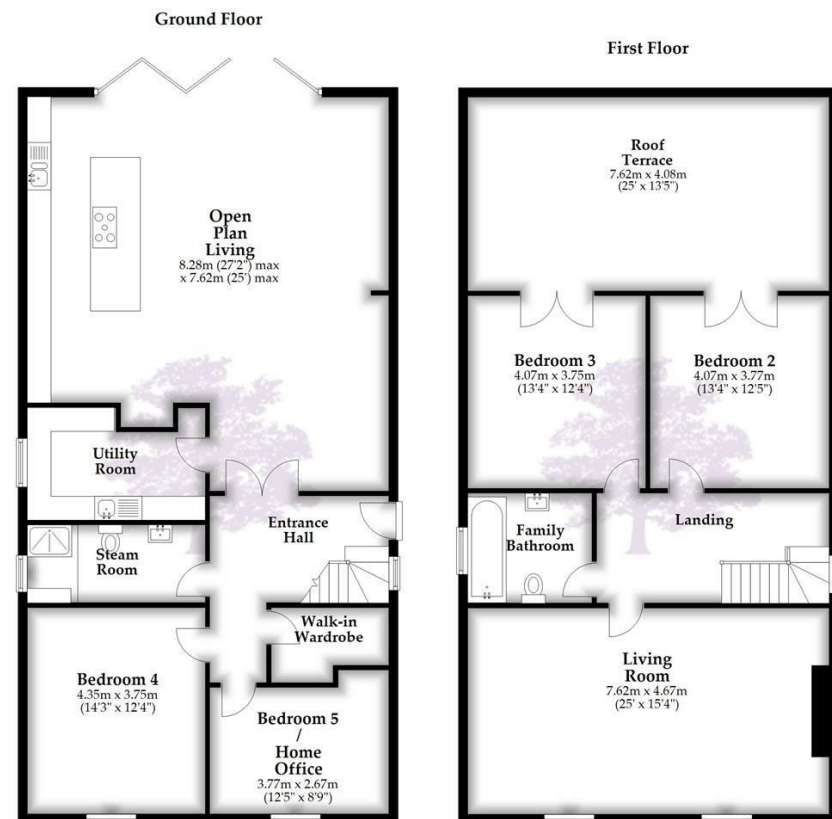 Ground Floor
Open
Plan
Living
8.28m (27'2") max
x 7.62m (25') max
Utility
Room
Steam
Room
Entrance
Hall
Walk-in
Wardrobe
Bedroom 4
4.35m x 3.75m
(14'3" x 12'4")
Bedroom 5
/
Home
Office
3.77m x 2.67m
(12'5" x 8'9")
First Floor
Roof
Terrace
7.62m x 4.08m
(25' x 13'5")
Bedroom 3
4.07m x 3.75m
(13'4" x 12'4")
Bedroom 2
4.07m x 3.77m
(13'4" x 12'5")
Family
Bathroom
Landing
Living
Room
7.62m x 4.67m
(25' x 15'4")